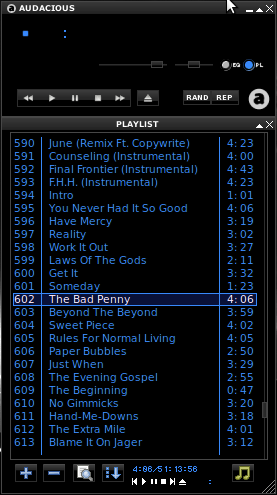 AUDACIOUS
:
EQ PL
RAND REP
a
PLAYLIST
590 June (Remix Ft. Copywrite) 4:23
591 Counseling (Instrumental) 4:00
592 Final Frontier (Instrumental) 4:43
593 F.H.H. (Instrumental) 4:23
594 Intro 1:01
595 You Never Had It So Good 4:06
596 Have Mercy 3:19
597 Reality 3:02
598 Work It Out 3:27
599 Laws Of The Gods 2:11
600 Get It 3:32
601 Someday 1:23
602 The Bad Penny 4:06
603 Beyond The Beyond 3:59
604 Sweet Piece 4:02
605 Rules For Normal Living 4:05
606 Paper Bubbles 2:50
607 Just When 3:29
608 The Evening Gospel 2:55
609 The Beginning 0:47
610 No Gimmicks 3:20
611 Hand-Me-Downs 3:18
612 The Extra Mile 4:01
613 Blame It On Jager 3:12
4:06/51:13:56
: